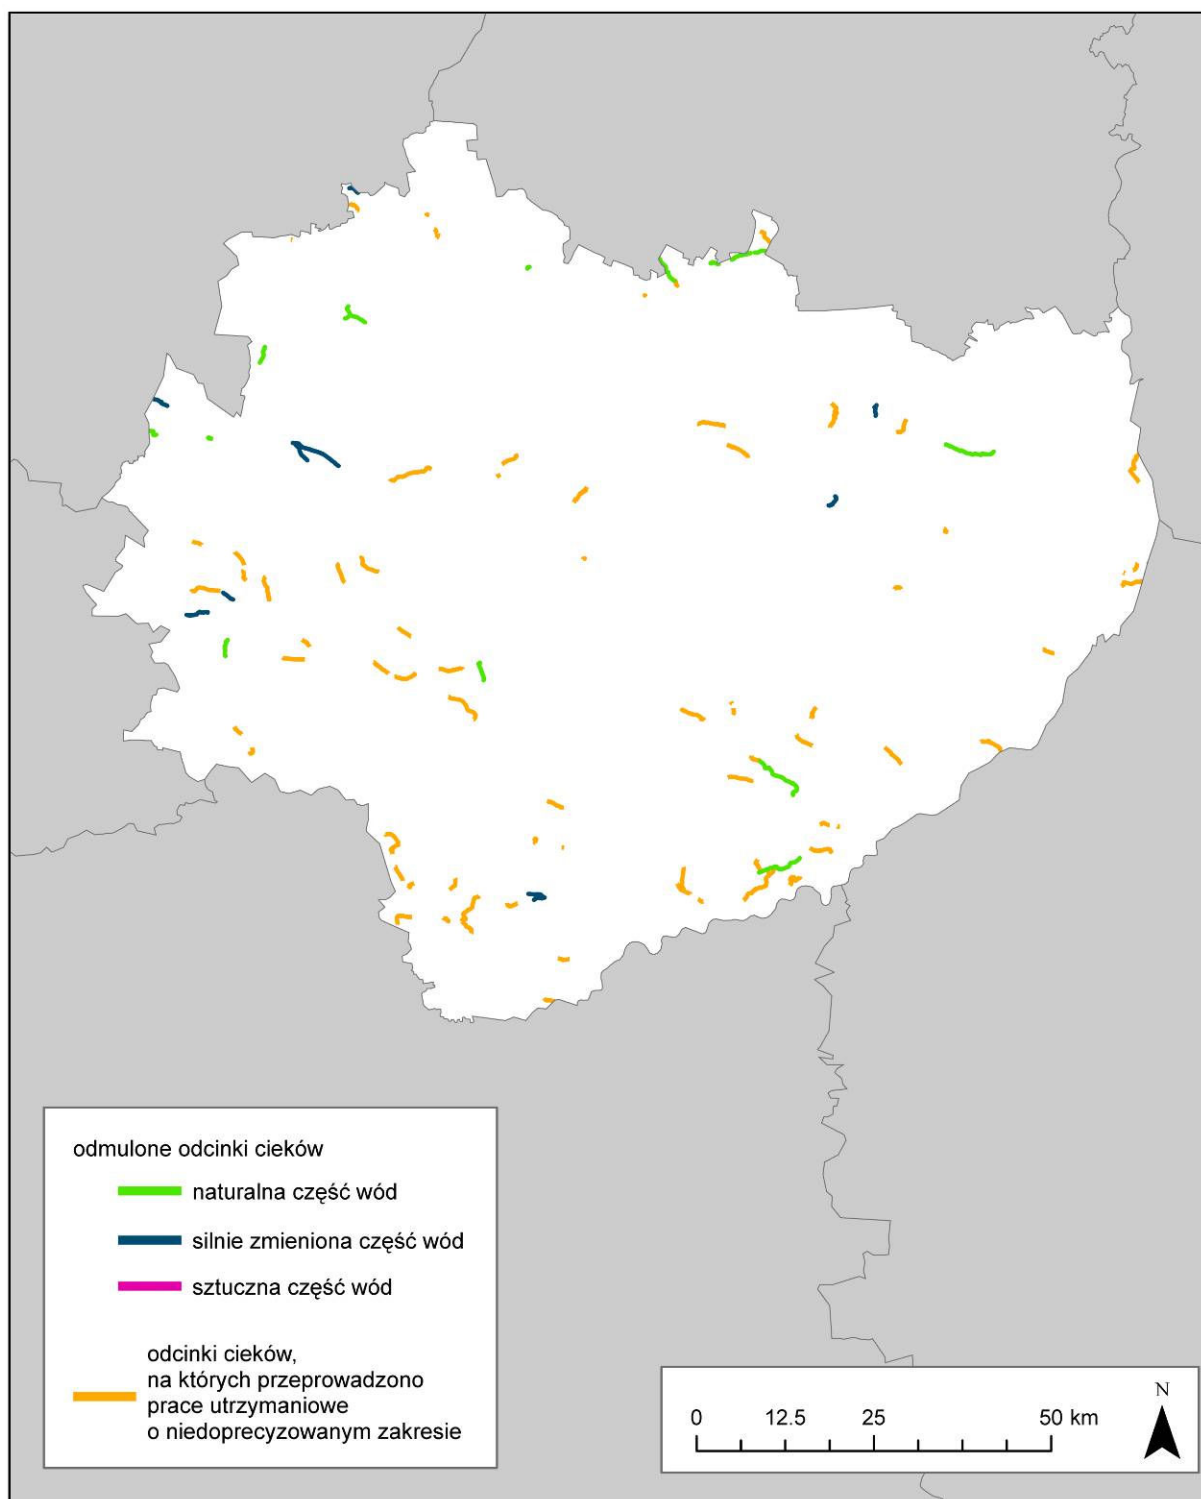 odmulone odcinki cieków
naturalna część wód
silnie zmieniona część wód
sztuczna część wód
odcinki cieków,
na których przeprowadzono
prace utrzymaniowe
o niedoprecyzowanym zakresie
0 12.5 25 50 km
N